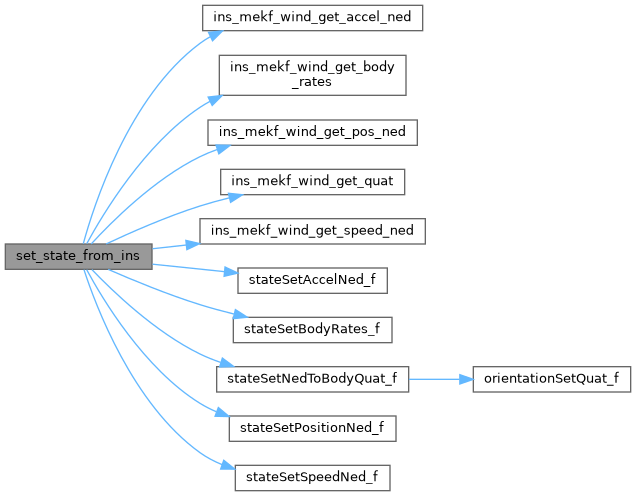 ins_mekf_wind_get_accel_ned
ins_mekf_wind_get_body
_rates
ins_mekf_wind_get_pos_ned
ins_mekf_wind_get_quat
ins_mekf_wind_get_speed_ned
set_state_from_ins
stateSetAccelNed_f
stateSetBodyRates_f
stateSetNedToBodyQuat_f
orientationSetQuat_f
stateSetPositionNed_f
stateSetSpeedNed_f